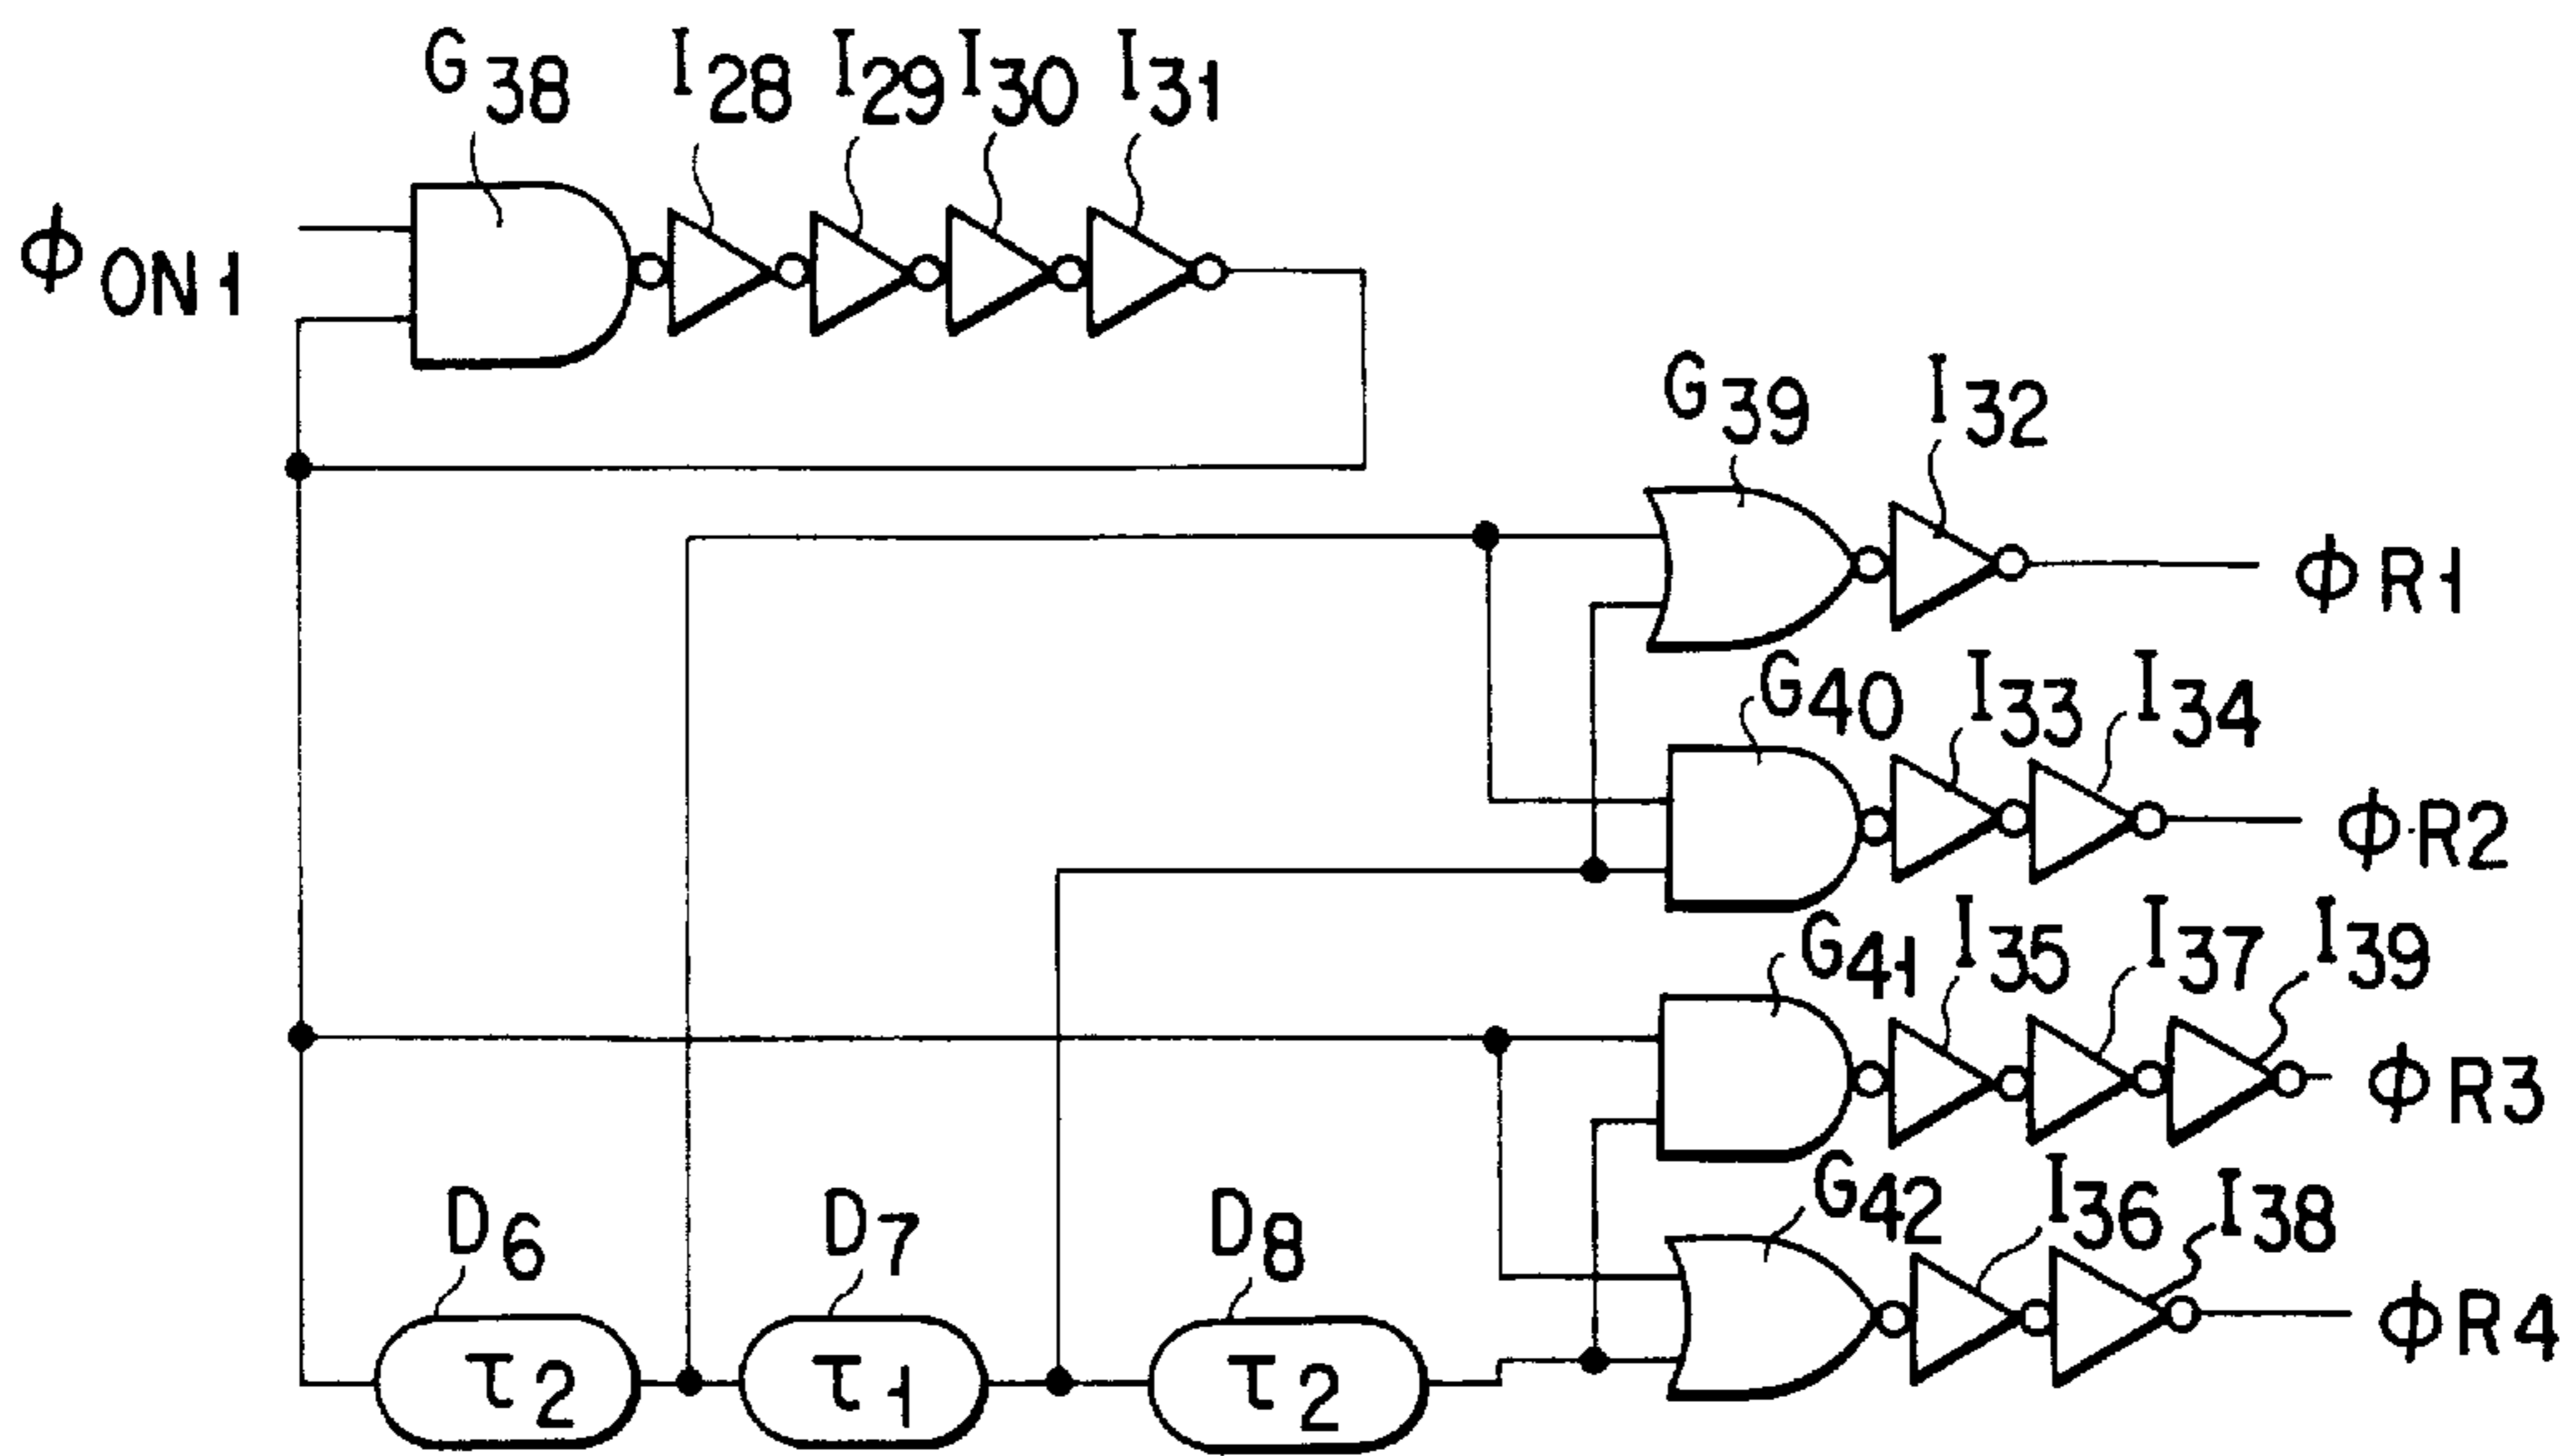 G38 I28 I29 I30 I31
ϕON1
G39 I32
ϕR1
G40 I33 I34
ϕR2
G41 I35 I37 I39
ϕR3
G42 I36 I38
D6 D7 D8
ϕR4
τ2 τ1 τ2